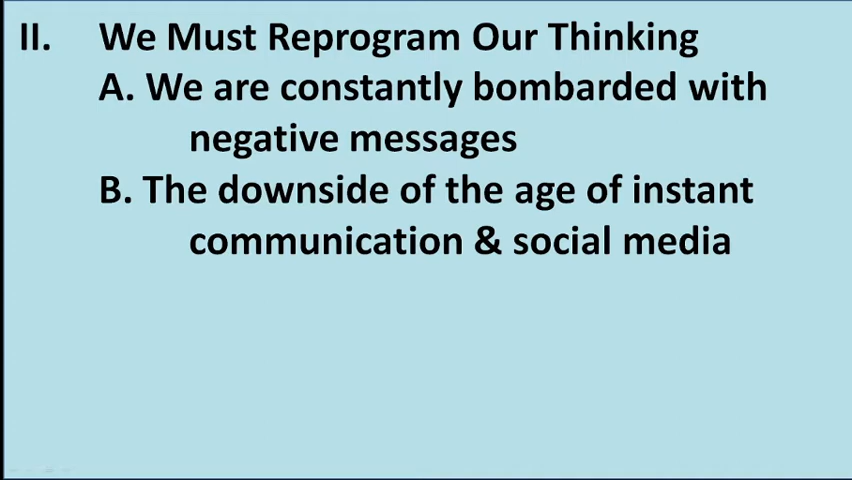 II. We Must Reprogram Our Thinking
A. We are constantly bombarded with
negative messages
B. The downside of the age of instant
communication & social media